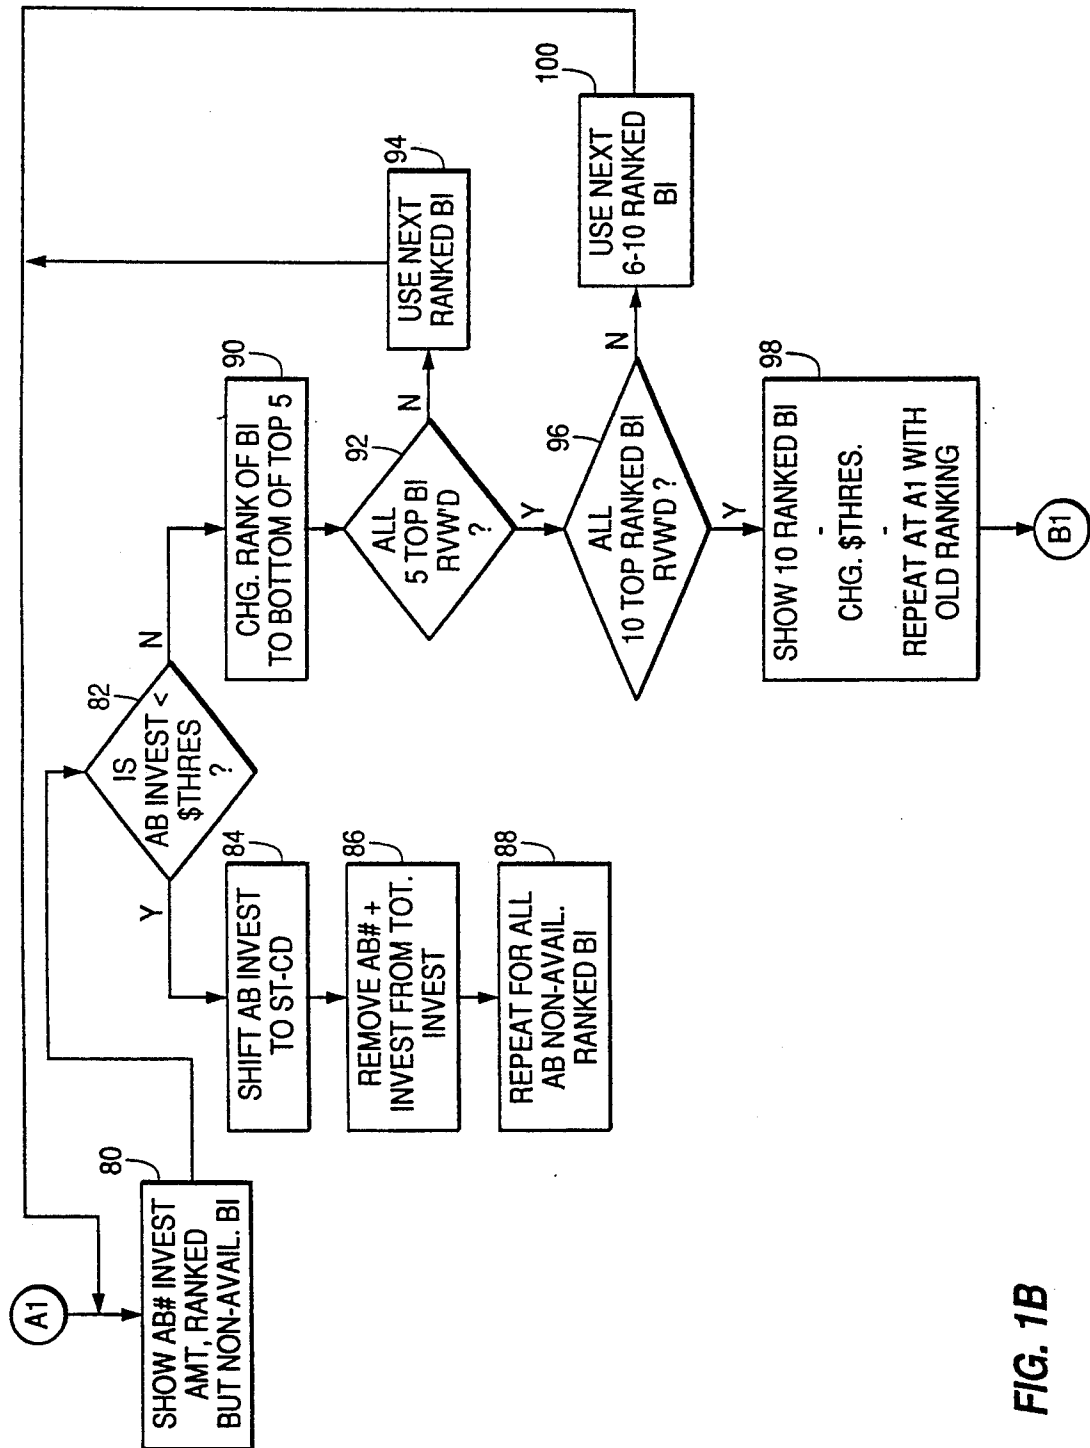 A1
80
SHOW AB# INVEST
AMT, RANKED
BUT NON-AVAIL. BI
82
IS
AB INVEST <
$THRES
?
Y
N
84
SHIFT AB INVEST
TO ST-CD
86
REMOVE AB# +
INVEST FROM TOT.
INVEST
88
REPEAT FOR ALL
AB NON-AVAIL.
RANKED BI
90
CHG. RANK OF BI
TO BOTTOM OF TOP 5
92
ALL
5 TOP BI
RVW'D
?
N
Y
94
USE NEXT
RANKED BI
96
ALL
10 TOP RANKED BI
RVW'D ?
N
Y
100
USE NEXT
6-10 RANKED
BI
98
SHOW 10 RANKED BI
-
CHG. $THRES.
-
REPEAT AT A1 WITH
OLD RANKING
B1
FIG. 1B